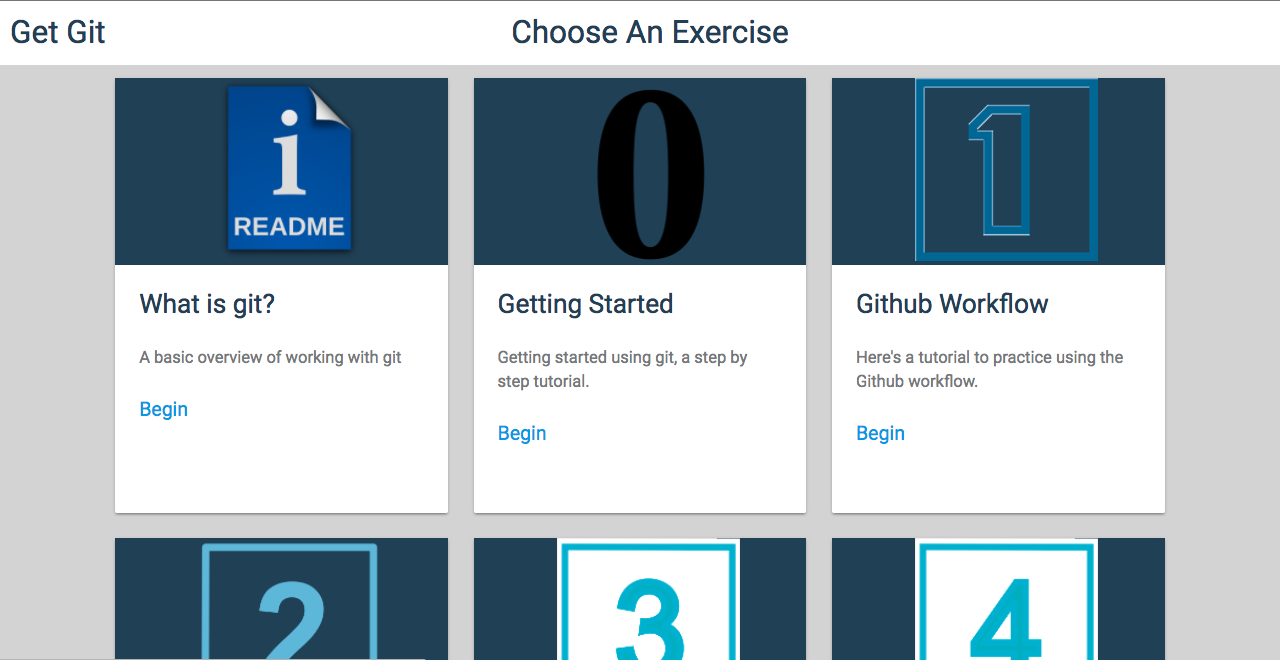 Get Git
Choose An Exercise
i
README
0
1
What is git?
Getting Started
Github Workflow
A basic overview of working with git
Getting started using git, a step by
step tutorial.
Here's a tutorial to practice using the
Github workflow.
Begin
Begin
Begin
2
3
4